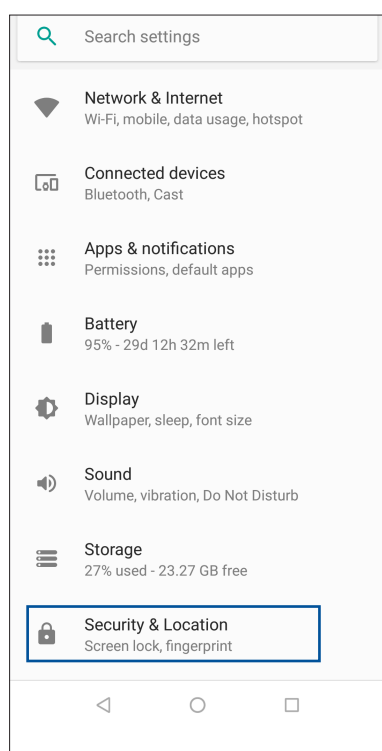 Search settings
Network & Internet
Wi-Fi, mobile, data usage, hotspot
Connected devices
Bluetooth, Cast
Apps & notifications
Permissions, default apps
Battery
95% - 29d 12h 32m left
Display
Wallpaper, sleep, font size
Sound
Volume, vibration, Do Not Disturb
Storage
27% used - 23.27 GB free
Security & Location
Screen lock, fingerprint